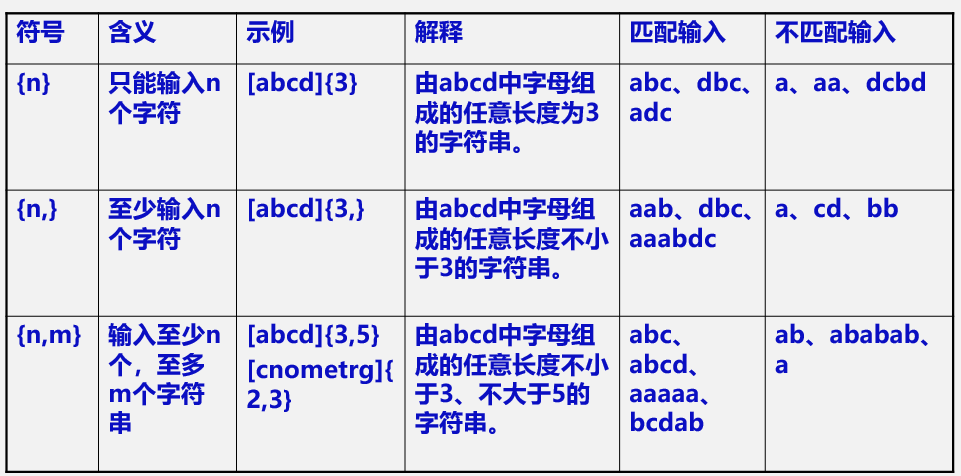 符号
含义
示例
解释
匹配输入
不匹配输入
{n}
只能输入n
个字符
[abcd]{3}
由abcd中字母组
成的任意长度为3
的字符串。
abc、dbc、
adc
a、aa、dcbd
{n,}
至少输入n
个字符
[abcd]{3,}
由abcd中字母组
成的任意长度不小
于3的字符串。
aab、dbc、
aaabdc
a、cd、bb
{n,m}
输入至少n
个，至多
m个字符
串
[abcd]{3,5}
[cnometrg]{
2,3}
由abcd中字母组
成的任意长度不小
于3、不大于5的
字符串。
abc、
abcd、
aaaaa、
bcdab
ab、ababab、
a